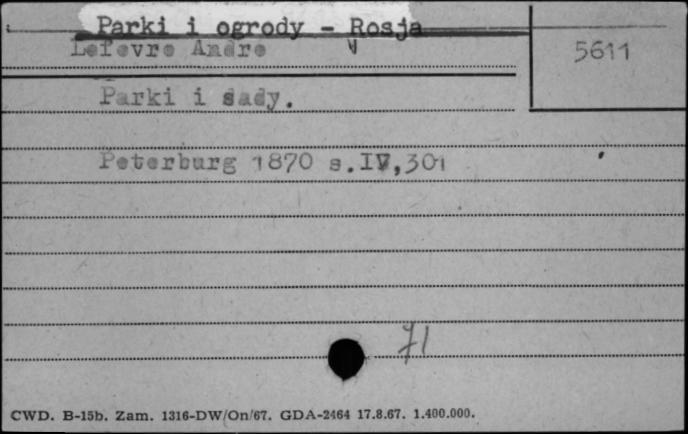 Parki i ogrody - Rosja
Lefevre Andre
5611
Parki i sady.
Peterburg 1870 s.IV,301
71
CWD. B-15b. Zam. 1316-DW/On/67. GDA-2464 17.8.67. 1.400.000.